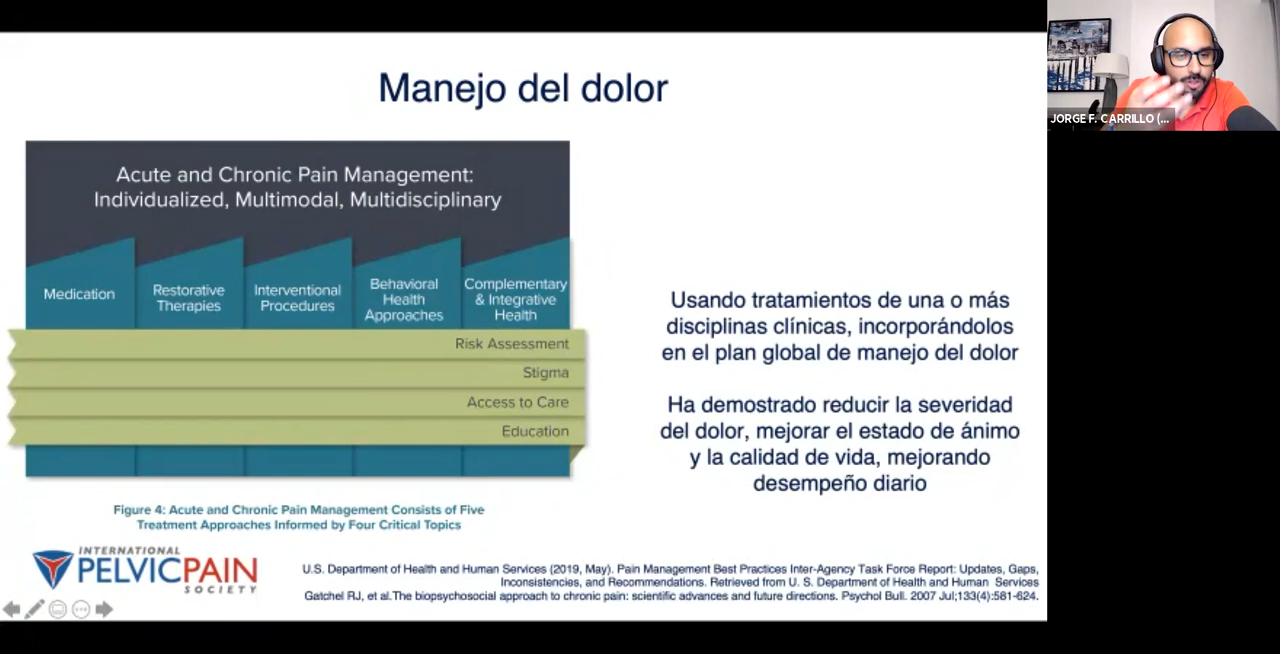 Manejo del dolor
Acute and Chronic Pain Management:
Individualized, Multimodal, Multidisciplinary
Medication
Restorative
Therapies
Interventional
Procedures
Behavioral
Health
Approaches
Complementary
& Integrative
Health
Risk Assessment
Stigma
Access to Care
Education
Figure 4: Acute and Chronic Pain Management Consists of Five
Treatment Approaches Informed by Four Critical Topics
Usando tratamientos de una o más
disciplinas clínicas, incorporándolos
en el plan global de manejo del dolor
Ha demostrado reducir la severidad
del dolor, mejorar el estado de ánimo
y la calidad de vida, mejorando
desempeño diario
INTERNATIONAL
PELVICPAIN
SOCIETY
U.S. Department of Health and Human Services (2019, May). Pain Management Best Practices Inter-Agency Task Force Report: Updates, Gaps,
Inconsistencies, and Recommendations. Retrieved from U. S. Department of Health and Human Services
Gatchel RJ, et al.The biopsychosocial approach to chronic pain: scientific advances and future directions. Psychol Bull. 2007 Jul;133(4):581-624.
JORGE F. CARRILLO (...